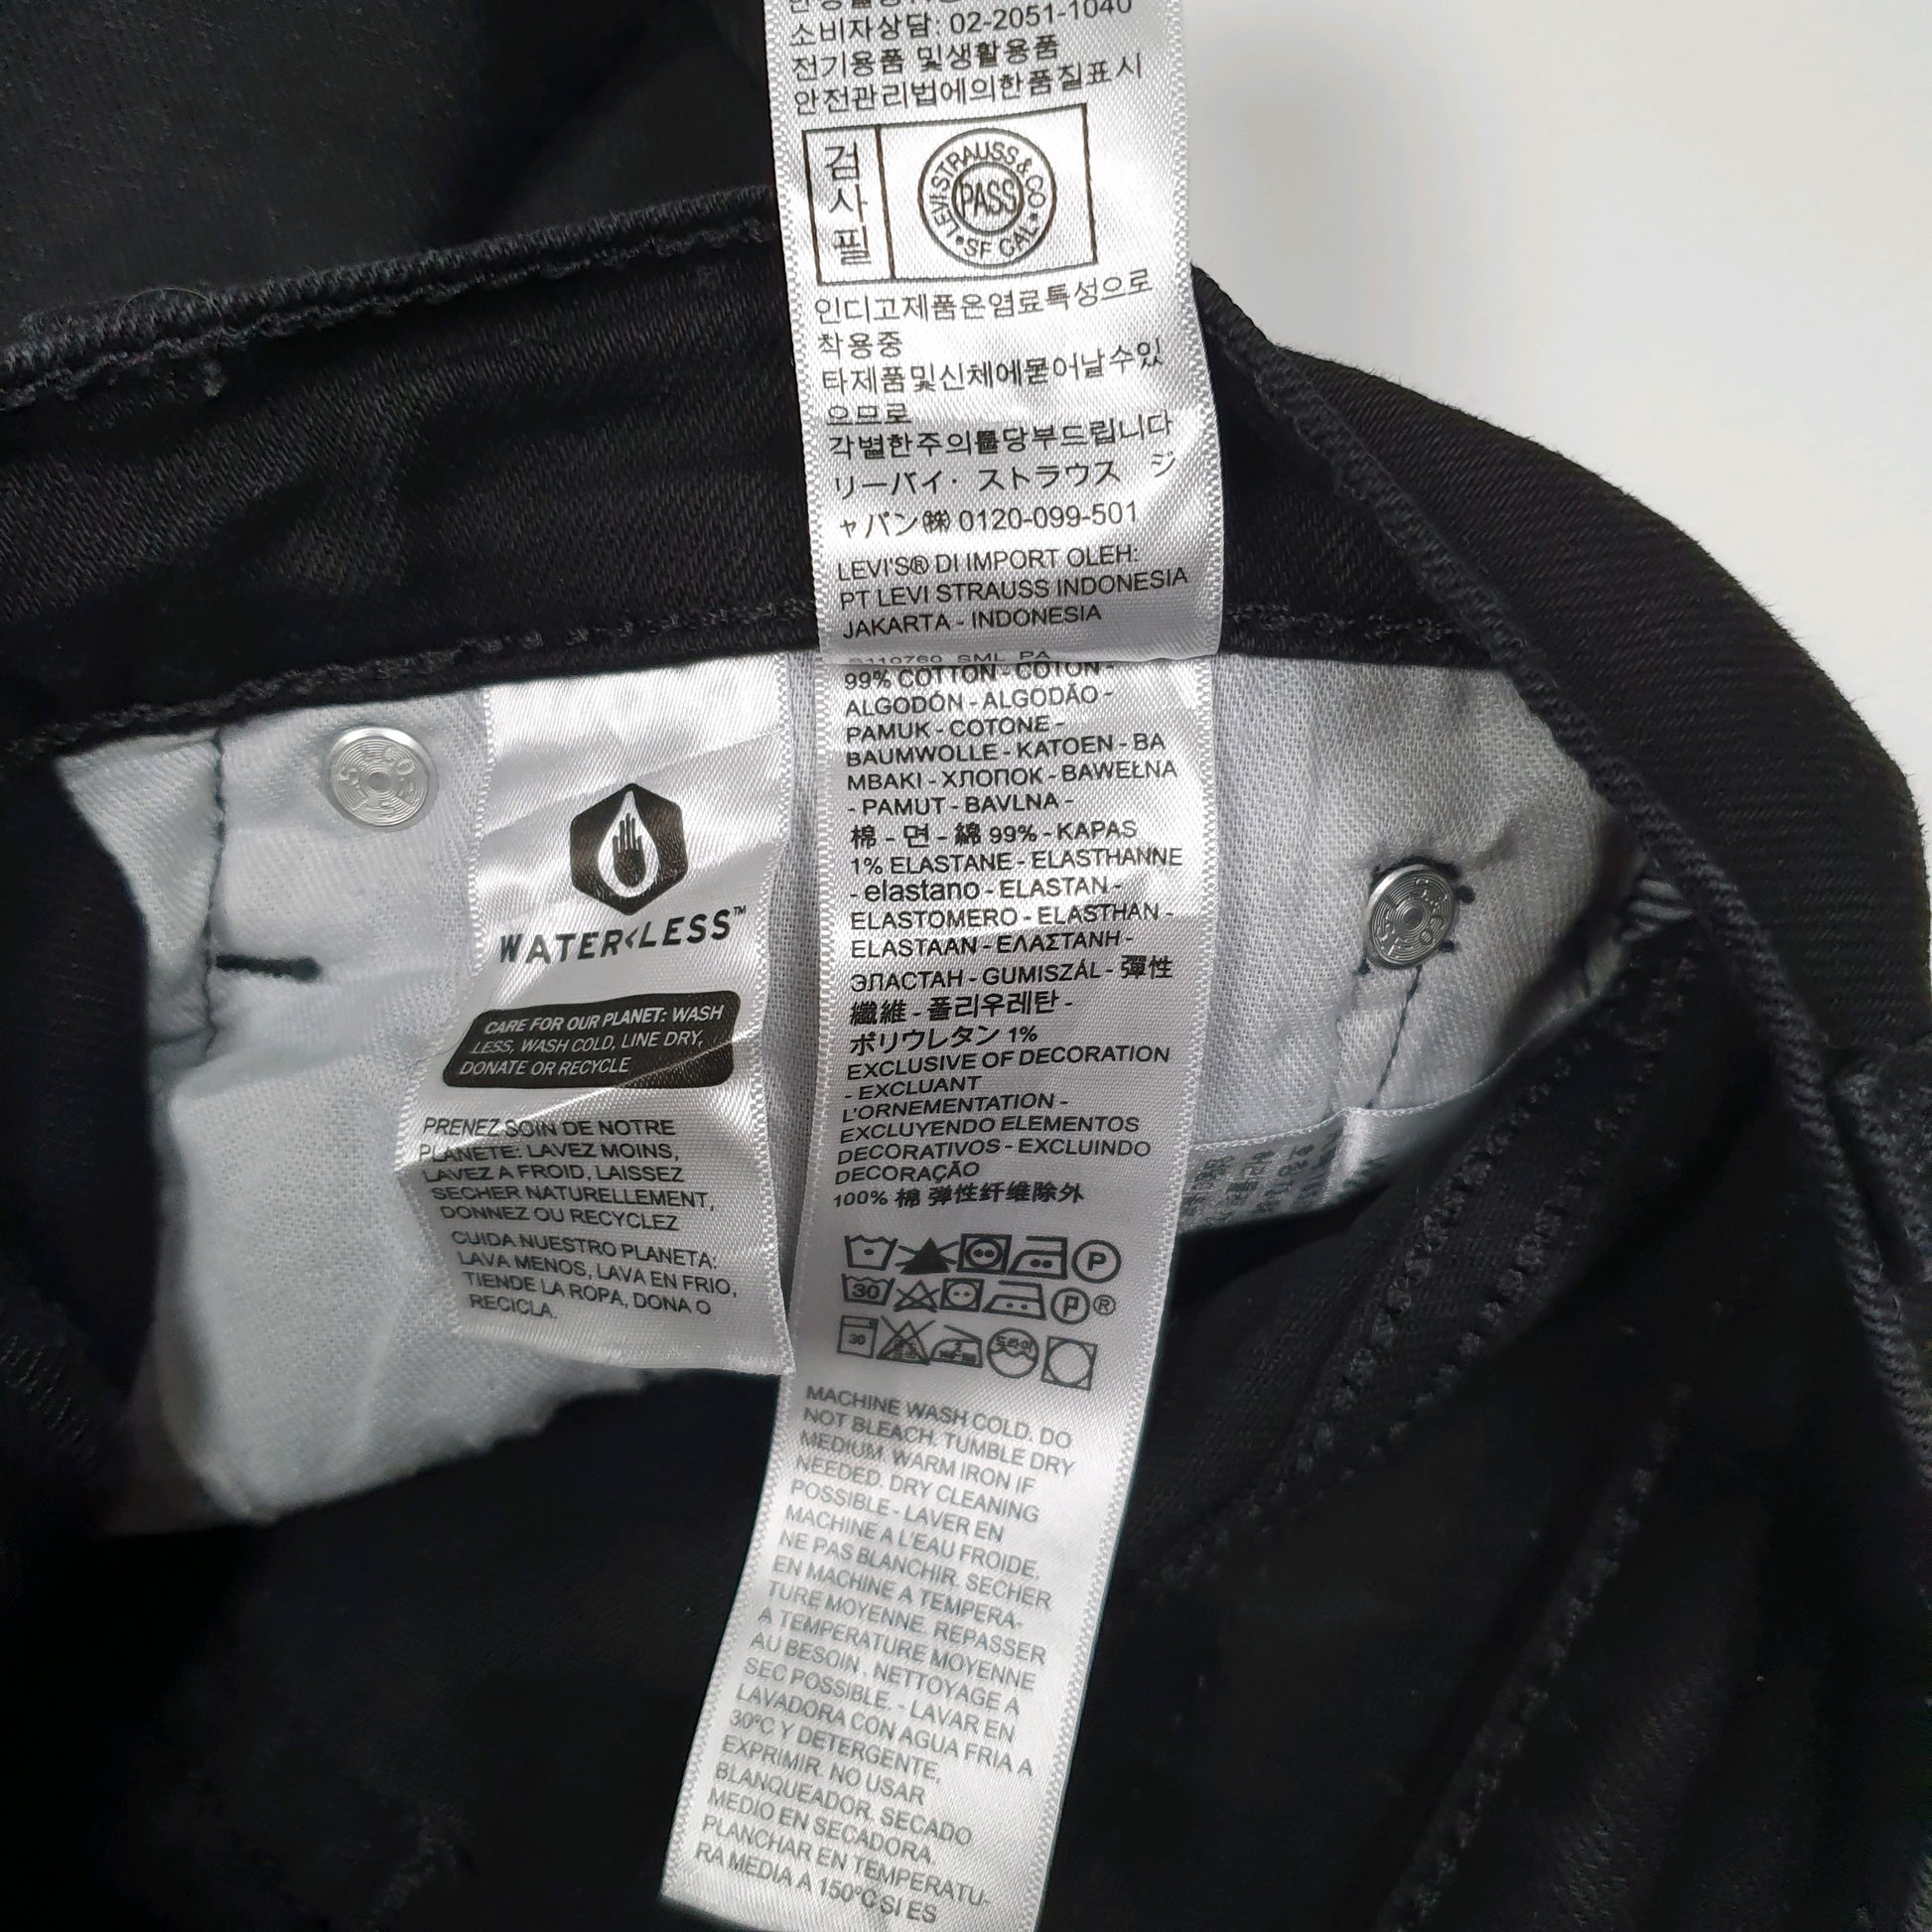 소비자상담: 02-2051-1040
전기용품 및생활용품
안전관리법에의한품질표시
검
사
필
LEVI STRAUSS & CO
PASS
SF CAL
인디고제품은염료특성으로
착용중
타제품및신체에묻어날수있
으므로
각별한주의를당부드립니다
リーバイ・ ストラウス ジ
ャパン㈱ 0120-099-501
LEVI'S® DI IMPORT OLEH:
PT LEVI STRAUSS INDONESIA
JAKARTA - INDONESIA
WATER<LESS™
CARE FOR OUR PLANET: WASH
LESS, WASH COLD, LINE DRY,
DONATE OR RECYCLE
PRENEZ SOIN DE NOTRE
PLANETE: LAVEZ MOINS,
LAVEZ A FROID, LAISSEZ
SECHER NATURELLEMENT,
DONNEZ OU RECYCLEZ
CUIDA NUESTRO PLANETA:
LAVA MENOS, LAVA EN FRIO,
TIENDE LA ROPA, DONA O
RECICLA.
99% COTTON - COTON -
ALGODÓN - ALGODÃO -
PAMUK - COTONE -
BAUMWOLLE - KATOEN - BA
MBAKI - ХЛОПОК - BAWEŁNA
- PAMUT - BAVLNA -
棉 - 면 - 綿 99% - KAPAS
1% ELASTANE - ELASTHANNE
- elastano - ELASTAN -
ELASTOMERO - ELASTHAN -
ELASTAAN - ΕΛΑΣΤΑΝΗ -
ЭЛАСТАН - GUMISZÁL - 彈性
纖維 - 폴리우레탄 -
ポリウレタン 1%
EXCLUSIVE OF DECORATION
- EXCLUANT
L'ORNEMENTATION -
EXCLUYENDO ELEMENTOS
DECORATIVOS - EXCLUINDO
DECORAÇÃO
100% 棉 弹性纤维除外
P
30 P ®
30
MACHINE WASH COLD. DO
NOT BLEACH. TUMBLE DRY
MEDIUM. WARM IRON IF
NEEDED. DRY CLEANING
POSSIBLE - LAVER EN
MACHINE A L'EAU FROIDE.
NE PAS BLANCHIR. SECHER
EN MACHINE A TEMPERA-
TURE MOYENNE. REPASSER
A TEMPERATURE MOYENNE
AU BESOIN . NETTOYAGE A
SEC POSSIBLE. - LAVAR EN
LAVADORA CON AGUA FRIA A
30°C Y DETERGENTE,
EXPRIMIR. NO USAR
BLANQUEADOR. SECADO
MEDIO EN SECADORA.
PLANCHAR EN TEMPERATU-
RA MEDIA A 150°C SI ES